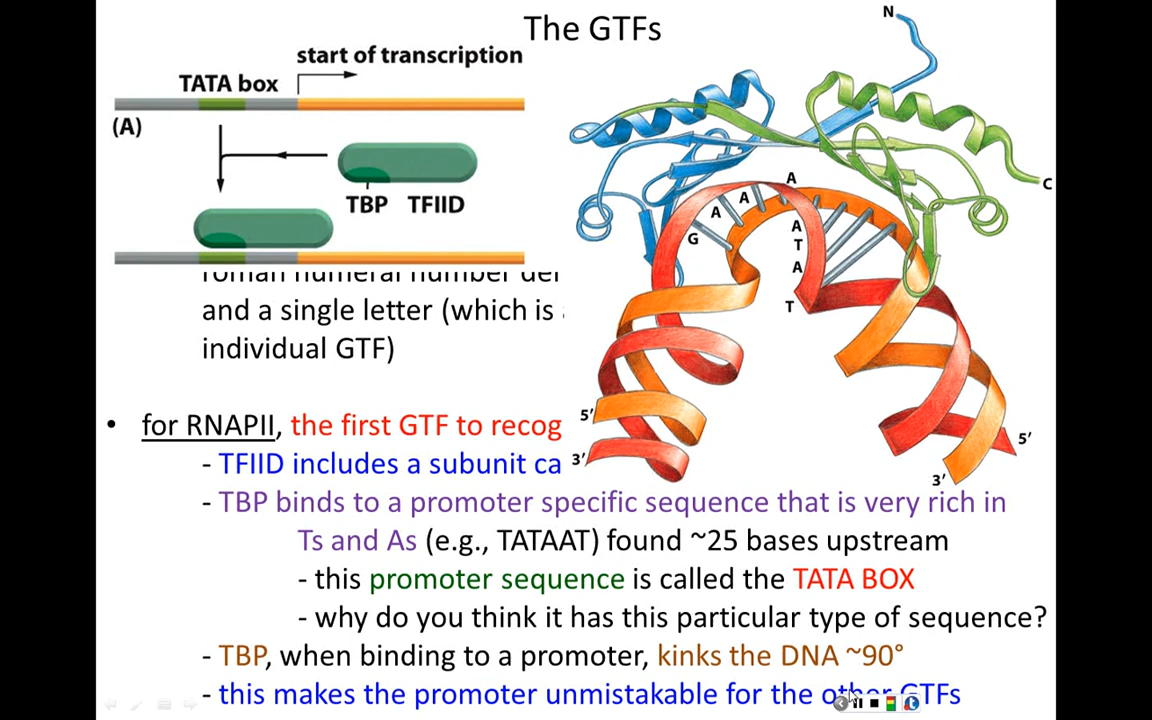 The GTFs
start of transcription
TATA box
(A)
TBP TFIID
N
C
A
A
A
G
A
T
A
T
5′
3′
5′
3′
roman numeral number
and a single letter (which is
individual GTF)
• for RNAPII, the first GTF to recog
- TFIID includes a subunit ca
- TBP binds to a promoter specific sequence that is very rich in
Ts and As (e.g., TATAAT) found ~25 bases upstream
- this promoter sequence is called the TATA BOX
- why do you think it has this particular type of sequence?
- TBP, when binding to a promoter, kinks the DNA ~90°
- this makes the promoter unmistakable for the other GTFs